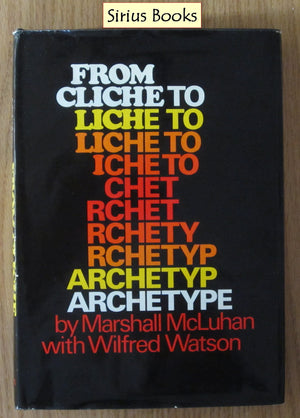 Sirius Books
FROM
CLICHE TO
LICHE TO
LICHE TO
ICHE TO
CHET
RCHET
RCHETY
RCHETYP
ARCHETYP
ARCHETYPE
by Marshall McLuhan
with Wilfred Watson